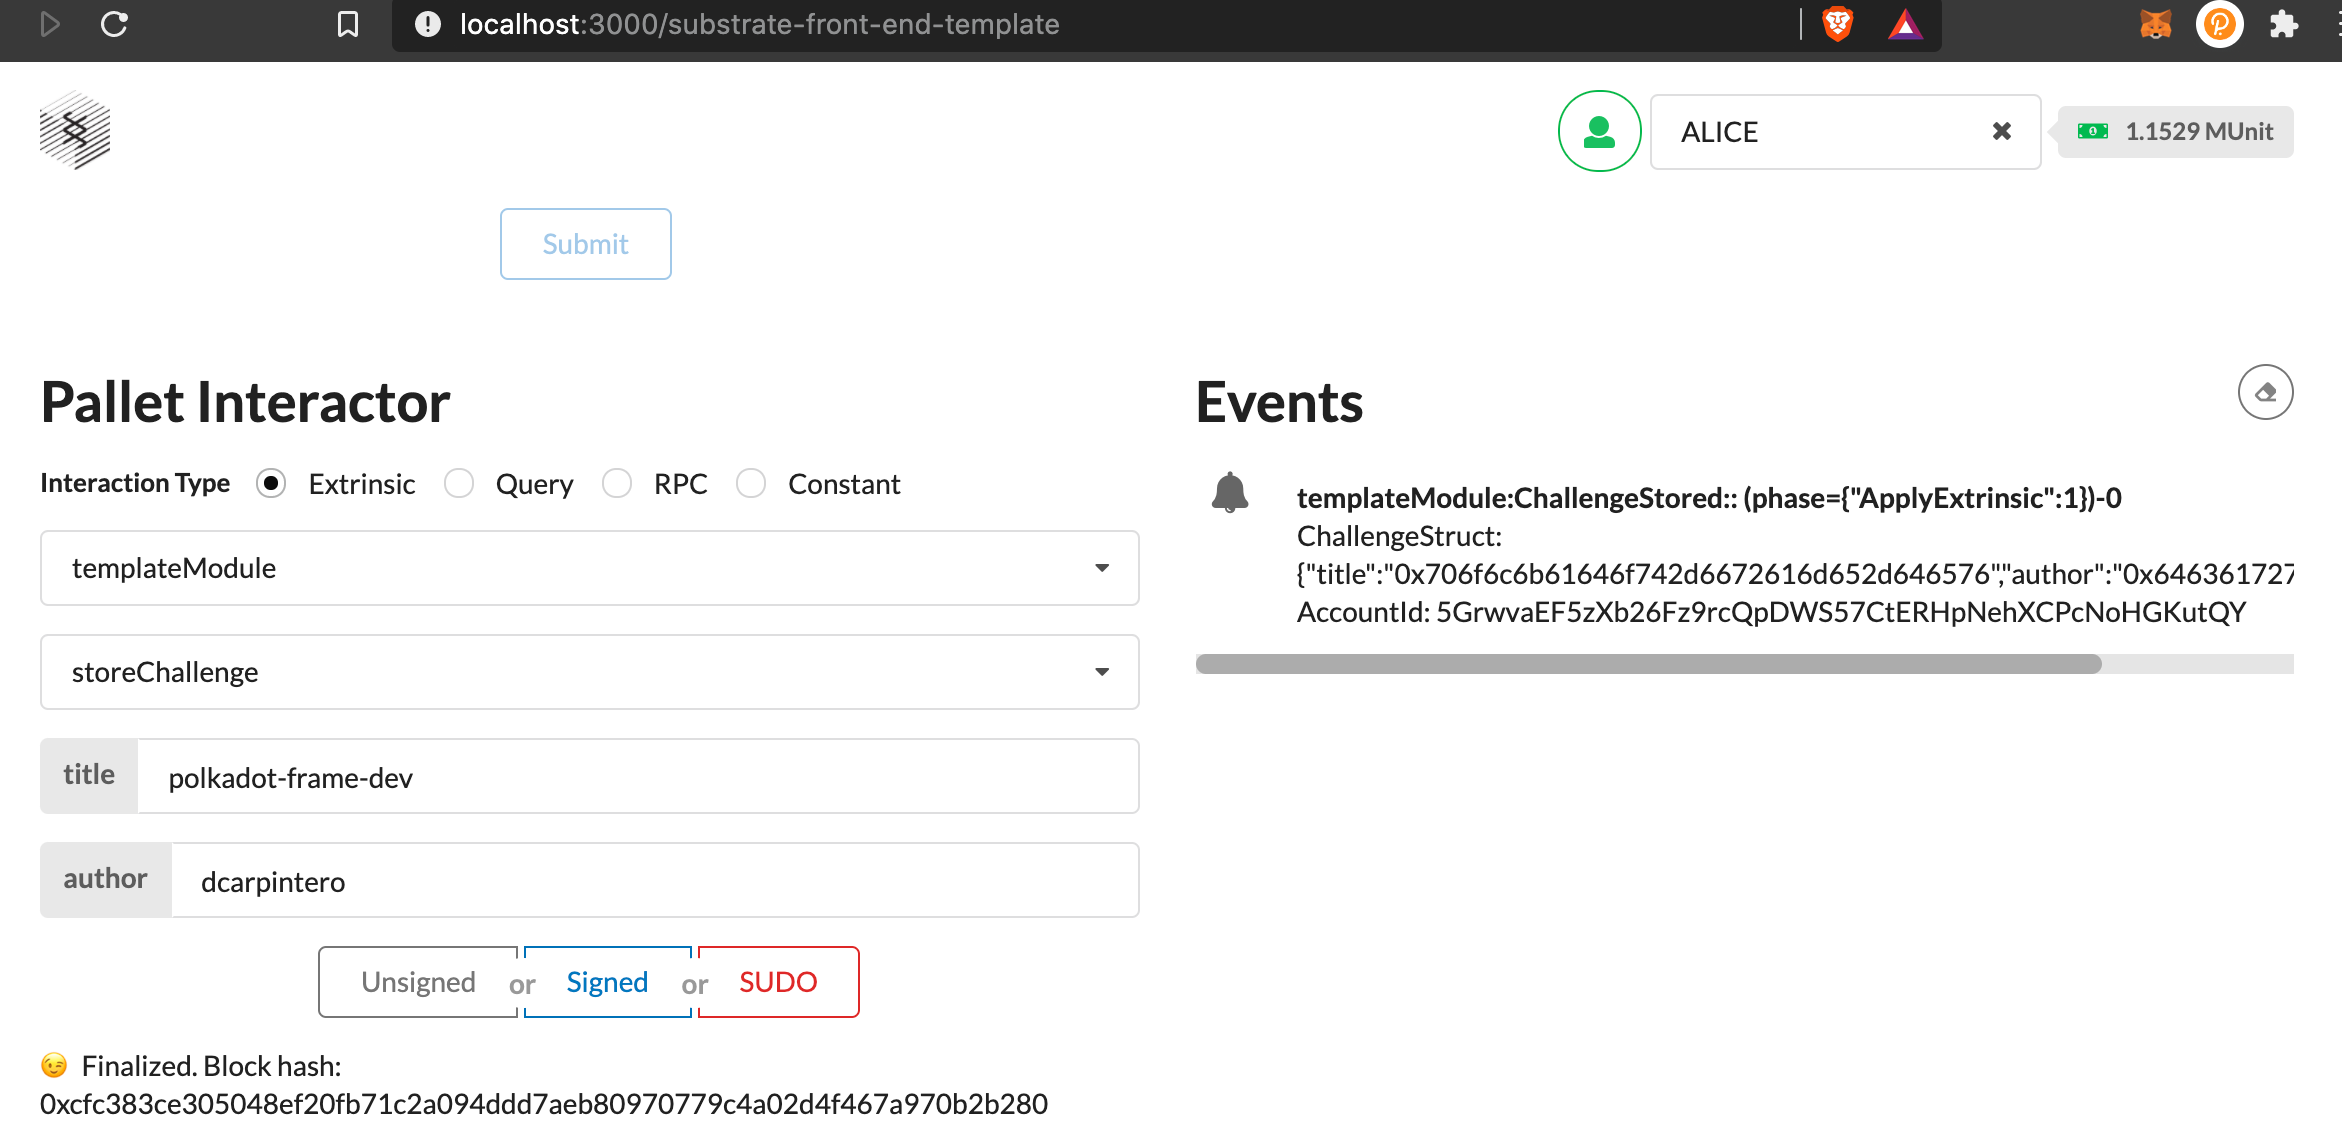 localhost:3000/substrate-front-end-template
ALICE
1.1529 MUnit
Submit
Pallet Interactor
Interaction Type Extrinsic Query RPC Constant
templateModule
storeChallenge
title polkadot-frame-dev
author dcarpintero
Unsigned or Signed or SUDO
😉 Finalized. Block hash:
0xcfc383ce305048ef20fb71c2a094ddd7aeb80970779c4a02d4f467a970b2b280
Events
templateModule:ChallengeStored:: (phase={"ApplyExtrinsic":1})-0
ChallengeStruct:
{"title":"0x706f6c6b61646f742d6672616d652d646576","author":"0x646361727
AccountId: 5GrwvaEF5zXb26Fz9rcQpDWS57CtERHpNehXCPcNoHGKutQY